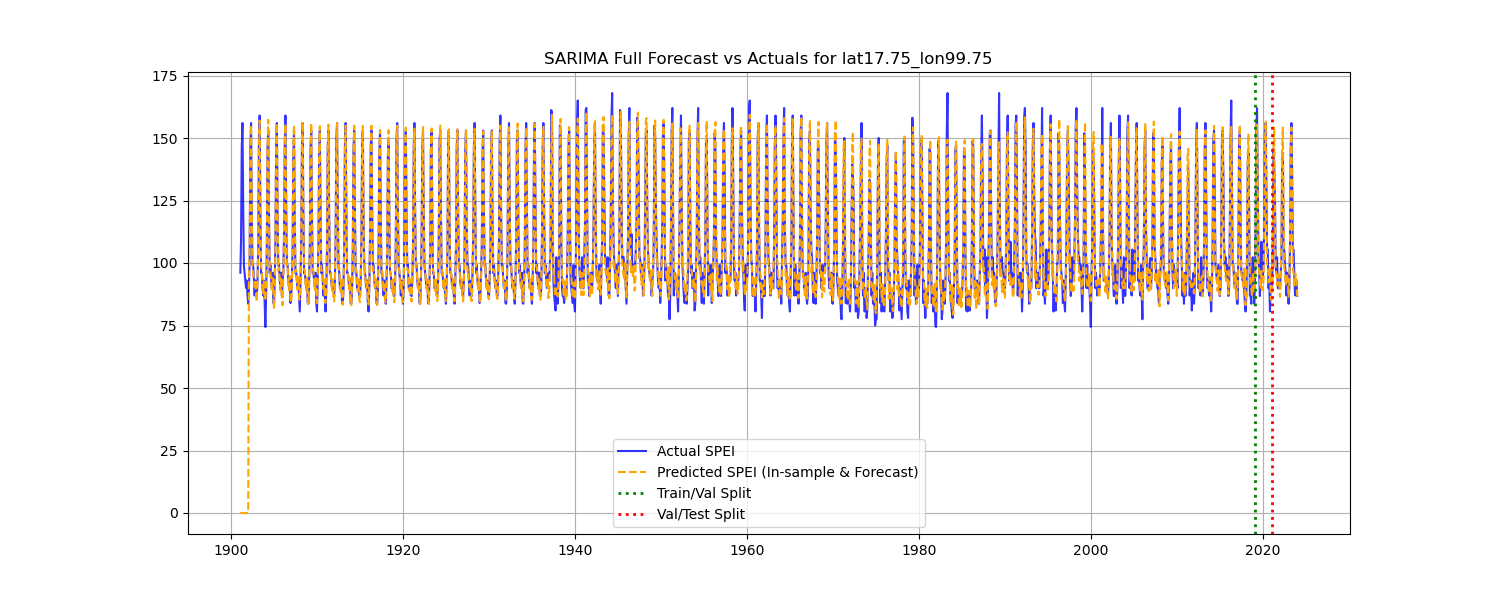 SARIMA Full Forecast vs Actuals for lat17.75_lon99.75
175
150
125
100
75
50
25
0
Actual SPEI
Predicted SPEI (In-sample & Forecast)
Train/Val Split
Val/Test Split
1900 1920 1940 1960 1980 2000 2020